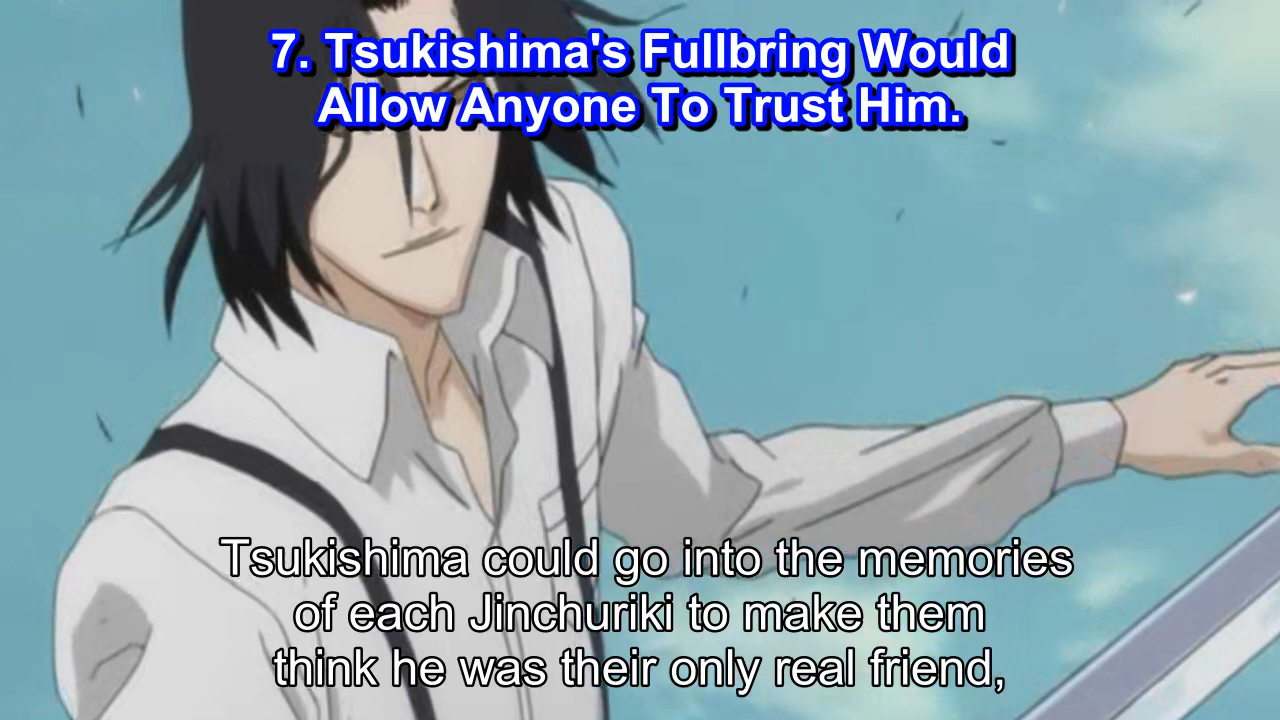 7. Tsukishima's Fullbring Would
Allow Anyone To Trust Him.
Tsukishima could go into the memories
of each Jinchuriki to make them
think he was their only real friend,